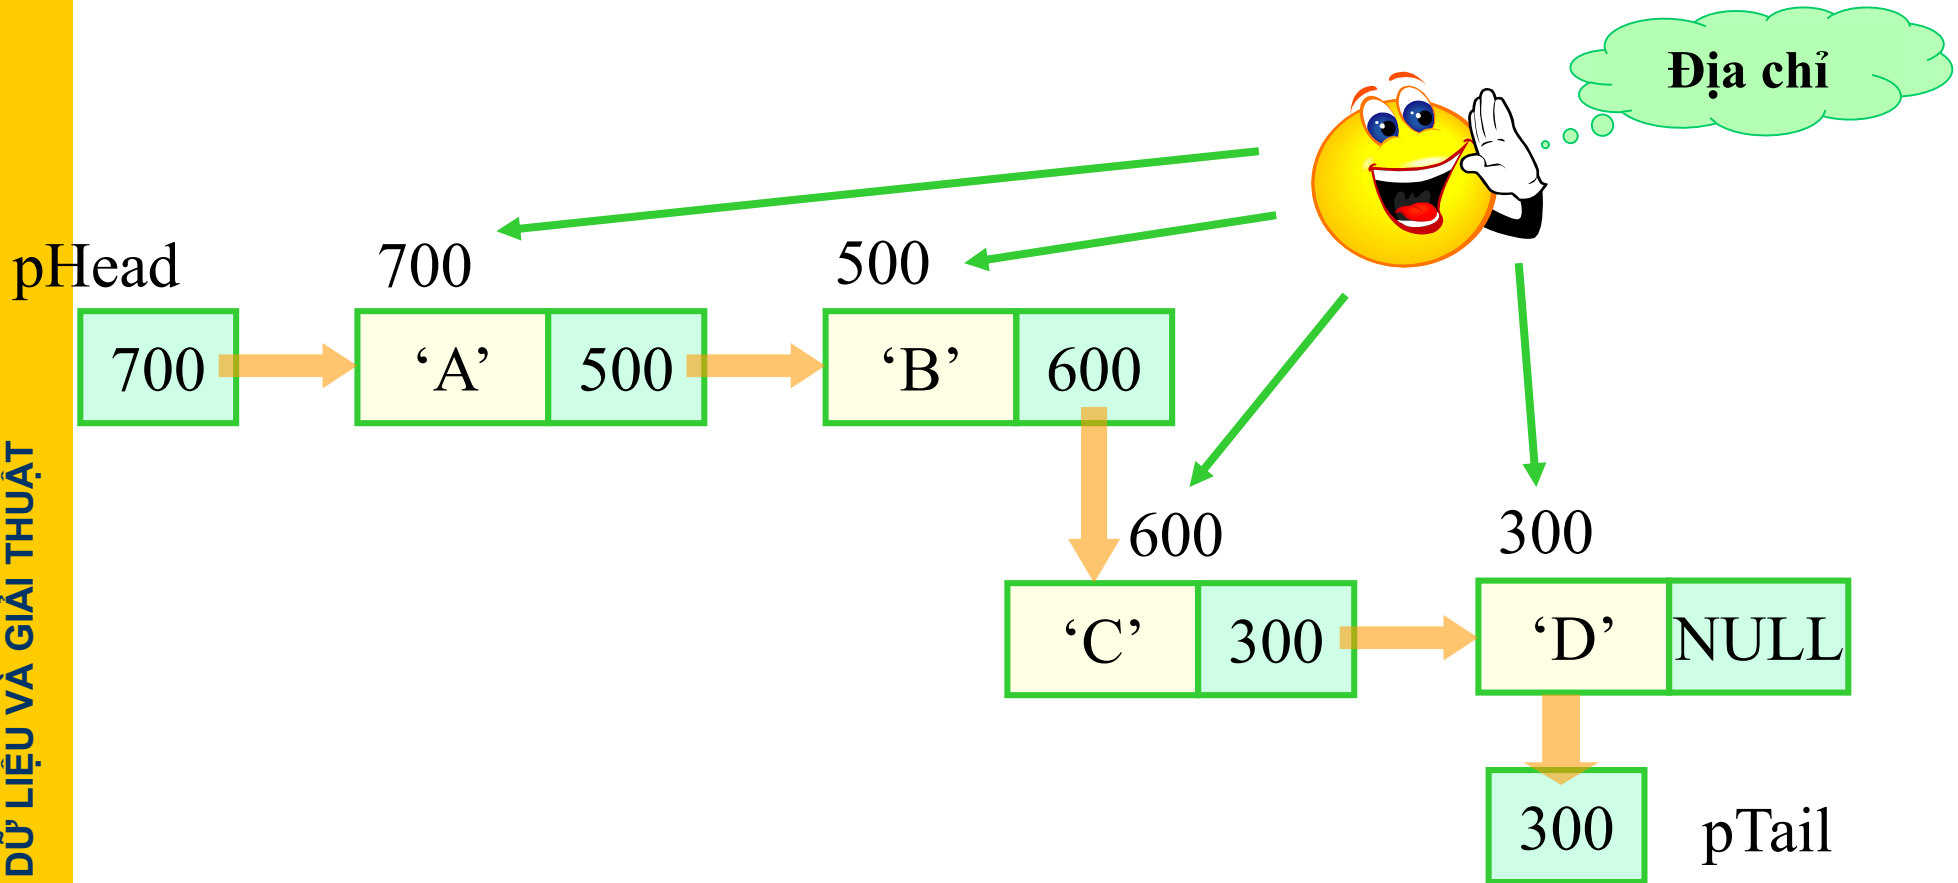 Địa chỉ
pHead
700
500
700
‘A’
500
‘B’
600
600
300
‘C’
300
‘D’
NULL
300
pTail
DỮ LIỆU VÀ GIẢI THUẬT